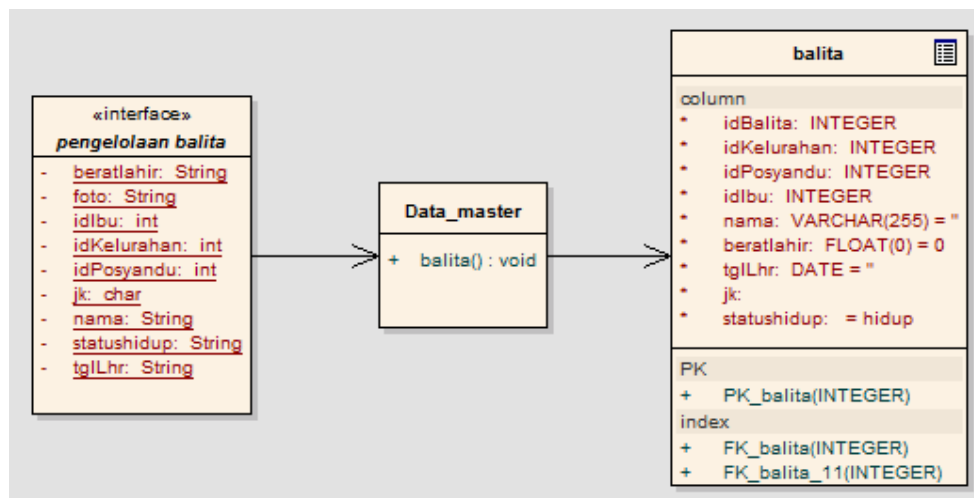 «interface»
pengelolaan balita
- beratlahir: String
- foto: String
- idIbu: int
- idKelurahan: int
- idPosyandu: int
- jk: char
- nama: String
- statushidup: String
- tglLhr: String
Data_master
+ balita() : void
balita
column
* idBalita: INTEGER
* idKelurahan: INTEGER
* idPosyandu: INTEGER
* idIbu: INTEGER
* nama: VARCHAR(255) = ''
* beratlahir: FLOAT(0) = 0
* tglLhr: DATE = ''
* jk:
* statushidup: = hidup
PK
+ PK_balita(INTEGER)
index
+ FK_balita(INTEGER)
+ FK_balita_11(INTEGER)